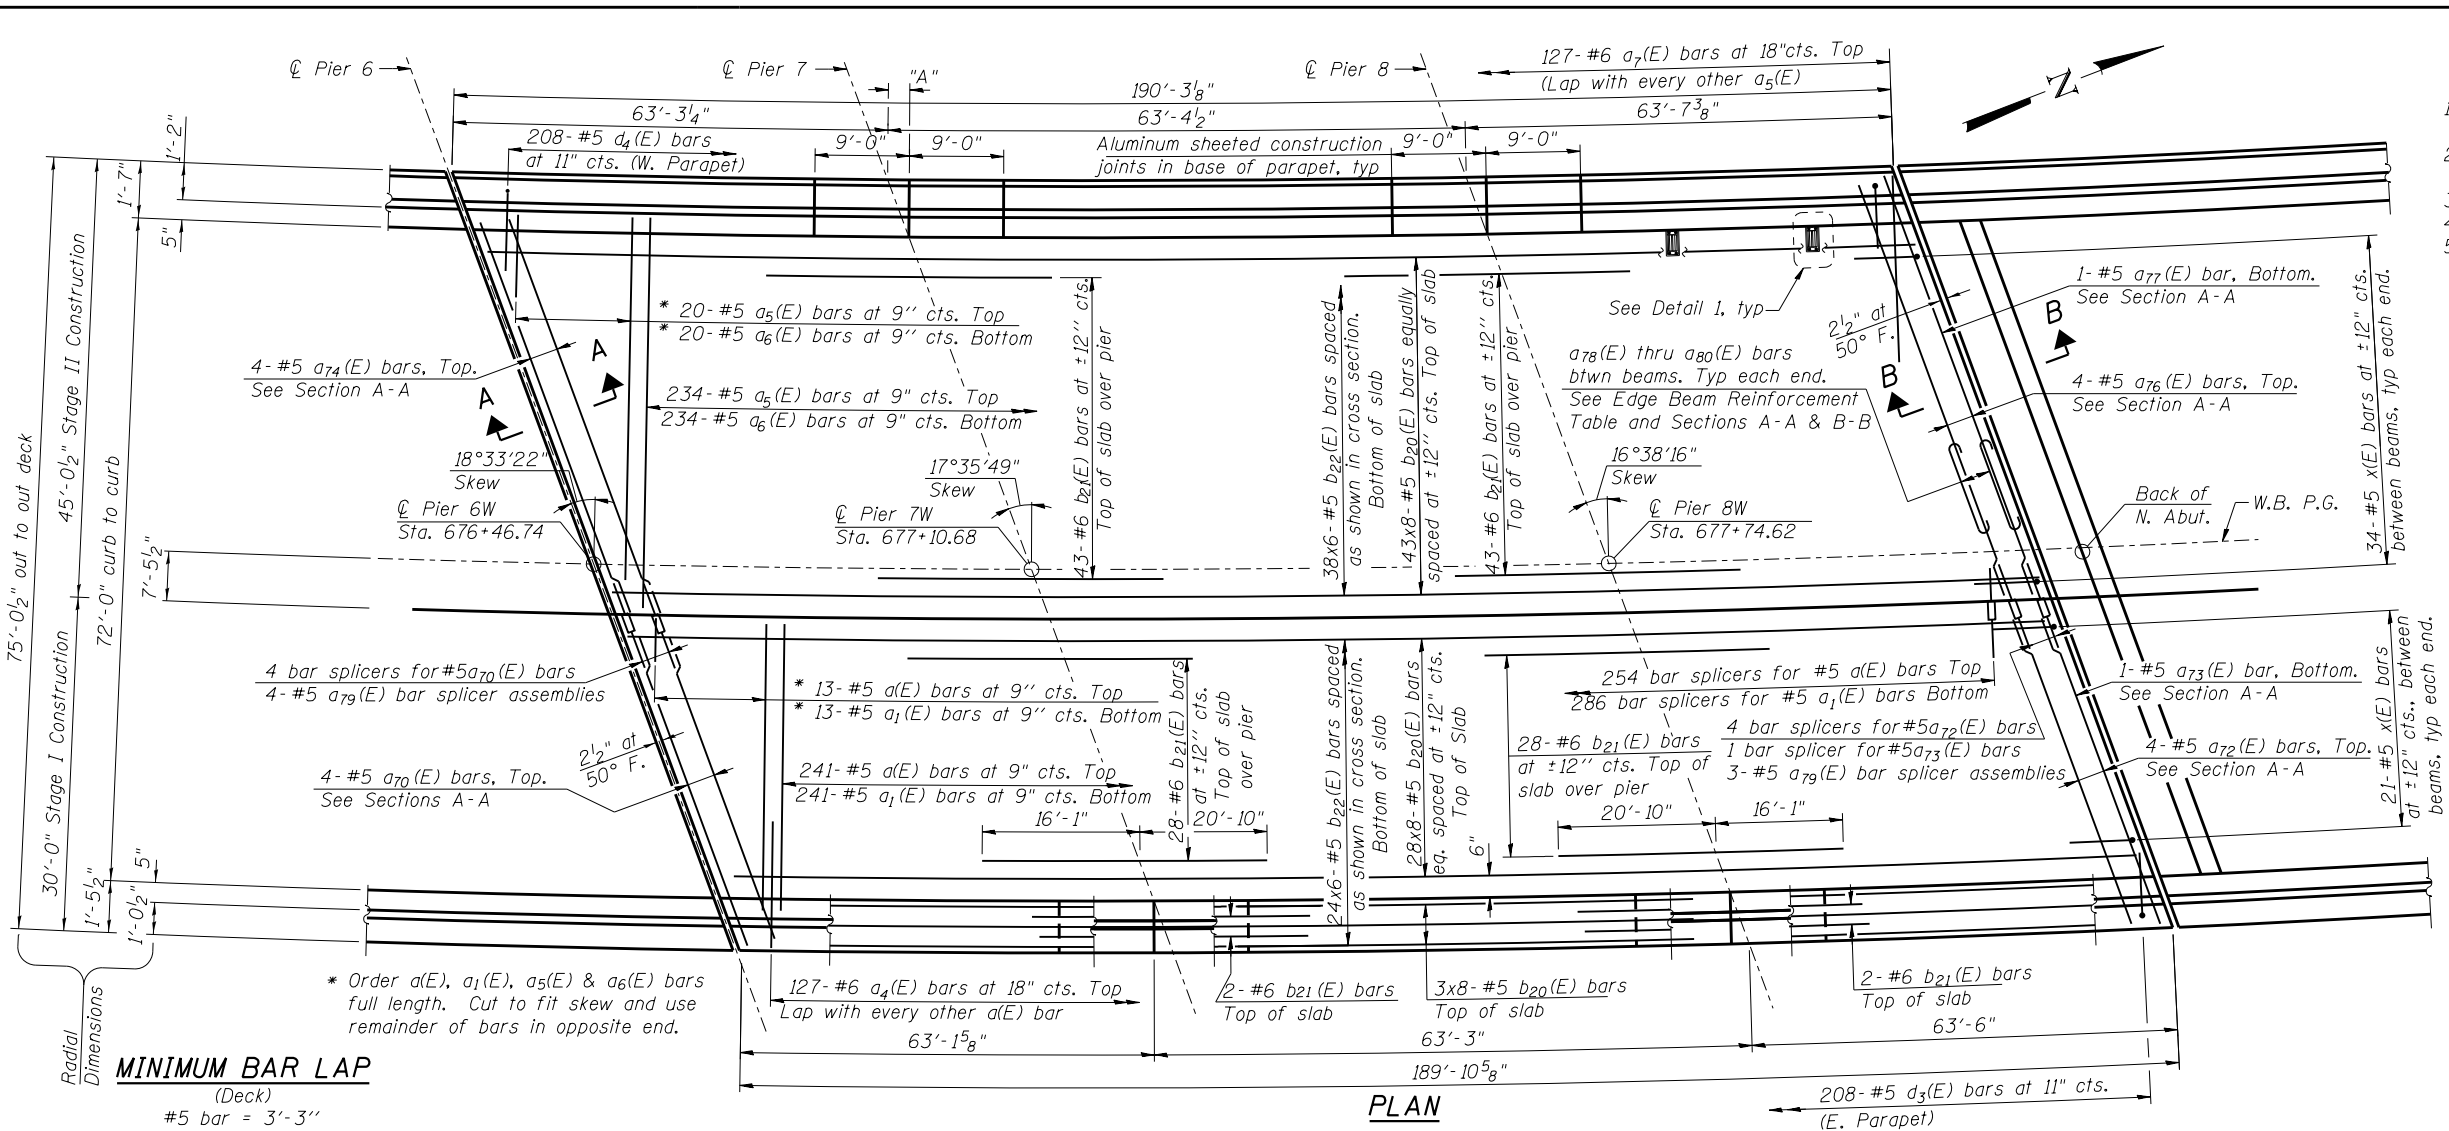 ℄ Pier 6
℄ Pier 7
"A"
℄ Pier 8
127-#6 a7(E) bars at 18"cts. Top
(Lap with every other a5(E)
190'-3⅛"
63'-3¼"
63'-4½"
63'-7⅜"
208-#5 d4(E) bars
at 11" cts. (W. Parapet)
9'-0"
9'-0"
Aluminum sheeted construction
joints in base of parapet, typ
9'-0"
9'-0"
N
1'-2"
1'-7"
5"
75'-0½" out to out deck
45'-0½" Stage II Construction
72'-0" curb to curb
7'-5½"
30'-0" Stage I Construction
1'-5½"
5"
1'-0½"
Radial
Dimensions
* 20-#5 a5(E) bars at 9" cts. Top
* 20-#5 a6(E) bars at 9" cts. Bottom
4-#5 a74(E) bars, Top.
See Section A-A
A
A
234-#5 a5(E) bars at 9" cts. Top
234-#5 a6(E) bars at 9" cts. Bottom
18°33'22"
Skew
℄ Pier 6W
Sta. 676+46.74
17°35'49"
Skew
℄ Pier 7W
Sta. 677+10.68
43-#6 b21(E) bars at ±12" cts.
Top of slab over pier
38x6-#5 b22(E) bars spaced
as shown in cross section.
Bottom of slab
43x8-#5 b20(E) bars equally
spaced at ±12" cts. Top of slab
43-#6 b21(E) bars at ±12" cts.
Top of slab over pier
16°38'16"
Skew
℄ Pier 8W
Sta. 677+74.62
See Detail 1, typ
a78(E) thru a80(E) bars
btwn beams. Typ each end.
See Edge Beam Reinforcement
Table and Sections A-A & B-B
2½" at
50° F.
B
B
1-#5 a77(E) bar, Bottom.
See Section A-A
4-#5 a76(E) bars, Top.
See Section A-A
Back of
N. Abut.
W.B. P.G.
34-#5 x(E) bars at ±12" cts.
between beams, typ each end.
4 bar splicers for#5a70(E) bars
4-#5 a79(E) bar splicer assemblies
* 13-#5 a(E) bars at 9" cts. Top
* 13-#5 a1(E) bars at 9" cts. Bottom
2½" at
50° F.
4-#5 a70(E) bars, Top.
See Sections A-A
241-#5 a(E) bars at 9" cts. Top
241-#5 a1(E) bars at 9" cts. Bottom
28-#6 b21(E) bars
at ±12" cts.
Top of slab
over pier
16'-1"
20'-10"
24x6-#5 b22(E) bars spaced
as shown in cross section.
Bottom of slab
28x8-#5 b20(E) bars
eq. spaced at ±12" cts.
Top of Slab
6"
254 bar splicers for #5 a(E) bars Top
286 bar splicers for #5 a1(E) bars Bottom
28-#6 b21(E) bars
at ±12" cts. Top of
slab over pier
20'-10"
16'-1"
4 bar splicers for#5a72(E) bars
1 bar splicer for#5a73(E) bars
3-#5 a79(E) bar splicer assemblies
1-#5 a73(E) bar, Bottom.
See Section A-A
4-#5 a72(E) bars, Top.
See Section A-A
21-#5 x(E) bars
at ±12" cts., between
beams, typ each end.
* Order a(E), a1(E), a5(E) & a6(E) bars
full length. Cut to fit skew and use
remainder of bars in opposite end.
127-#6 a4(E) bars at 18" cts. Top
Lap with every other a(E) bar
2-#6 b21(E) bars
Top of slab
3x8-#5 b20(E) bars
Top of slab
2-#6 b21(E) bars
Top of slab
63'-1⅝"
63'-3"
63'-6"
189'-10⅝"
208-#5 d3(E) bars at 11" cts.
(E. Parapet)
MINIMUM BAR LAP
(Deck)
#5 bar = 3'-3"
PLAN